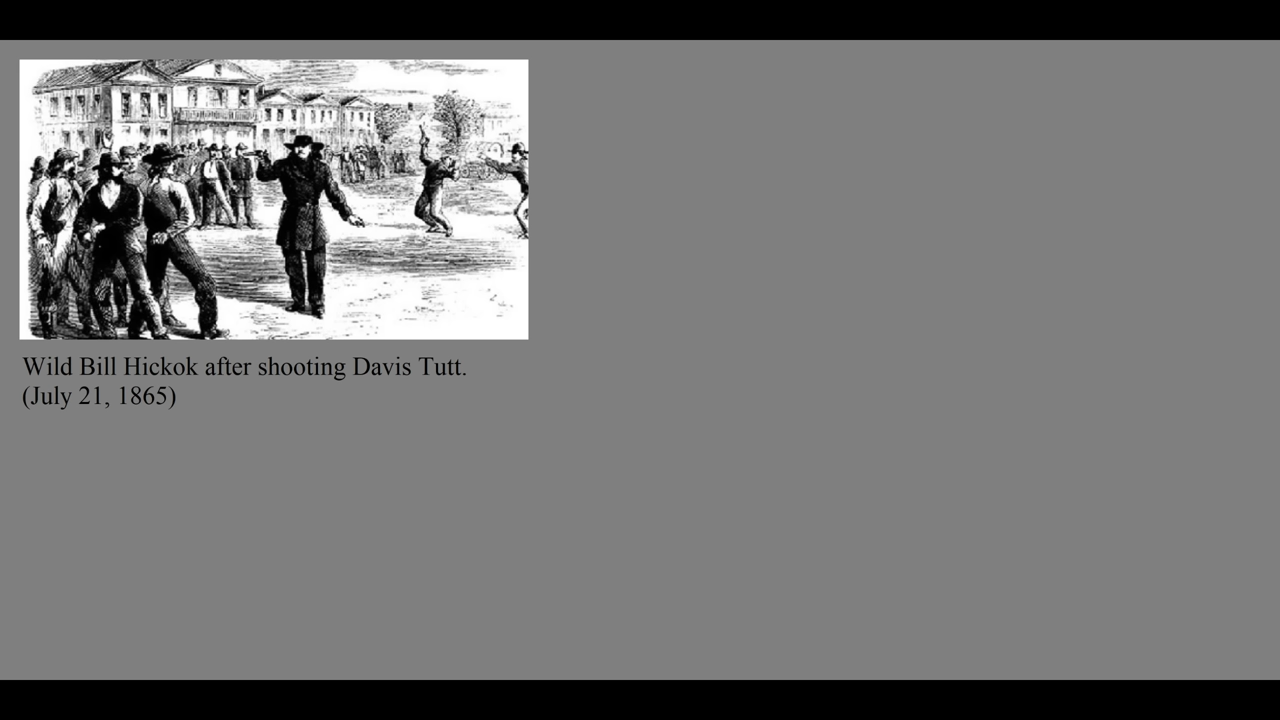 Wild Bill Hickok after shooting Davis Tutt.
(July 21, 1865)